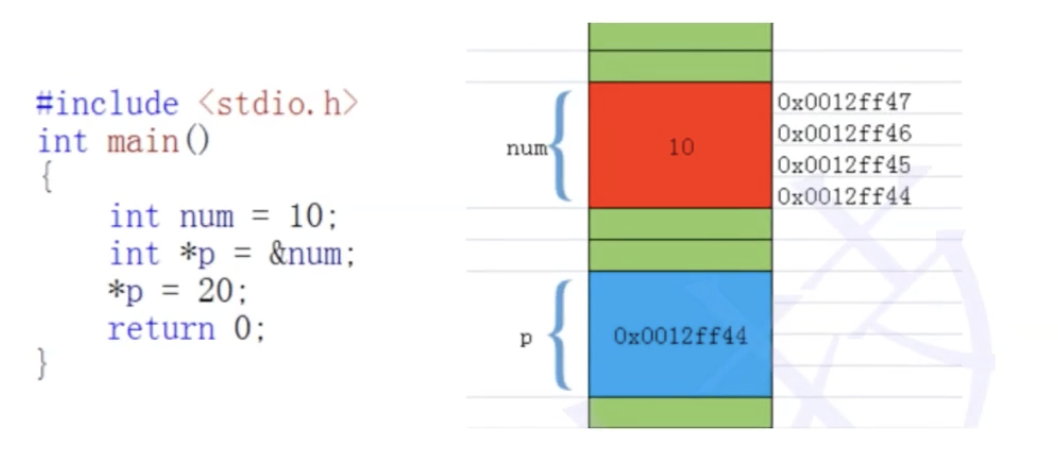 #include <stdio.h>
int main()
{
int num = 10;
int *p = &num;
*p = 20;
return 0;
}
num
10
0x0012ff47
0x0012ff46
0x0012ff45
0x0012ff44
p
0x0012ff44